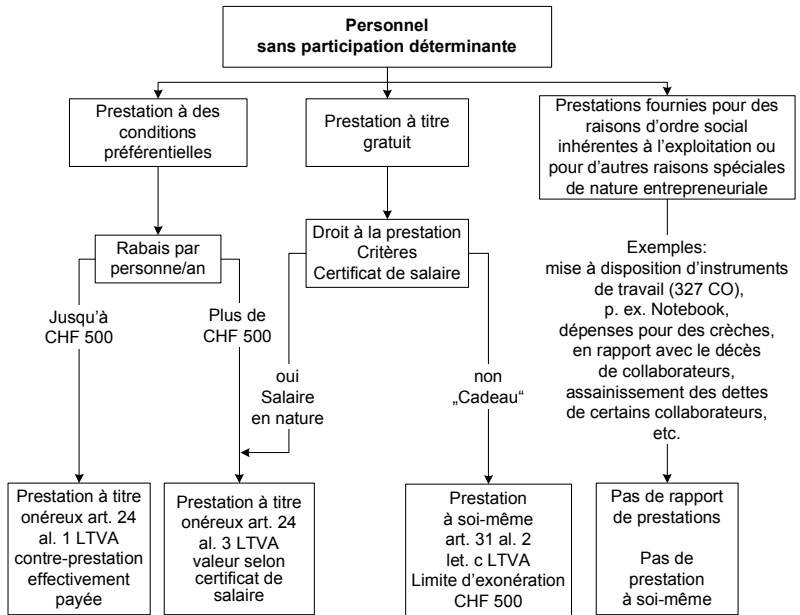 Personnel
sans participation déterminante
Prestation à des
conditions
préférentielles
Prestation à titre
gratuit
Prestations fournies pour des
raisons d'ordre social
inhérentes à l'exploitation ou
pour d'autres raisons spéciales
de nature entrepreneuriale
Rabais par
personne/an
Droit à la prestation
Critères
Certificat de salaire
Exemples:
mise à disposition d'instruments
de travail (327 CO),
p. ex. Notebook,
dépenses pour des crèches,
en rapport avec le décès
de collaborateurs,
assainissement des dettes
de certains collaborateurs,
etc.
Jusqu'à
CHF 500
Plus de
CHF 500
oui
Salaire
en nature
non
„Cadeau“
Prestation à titre
onéreux art. 24
al. 1 LTVA
contre-prestation
effectivement
payée
Prestation à titre
onéreux art. 24
al. 3 LTVA
valeur selon
certificat de
salaire
Prestation
à soi-même
art. 31 al. 2
let. c LTVA
Limite d'exonération
CHF 500
Pas de rapport
de prestations
Pas de
prestation
à soi-même